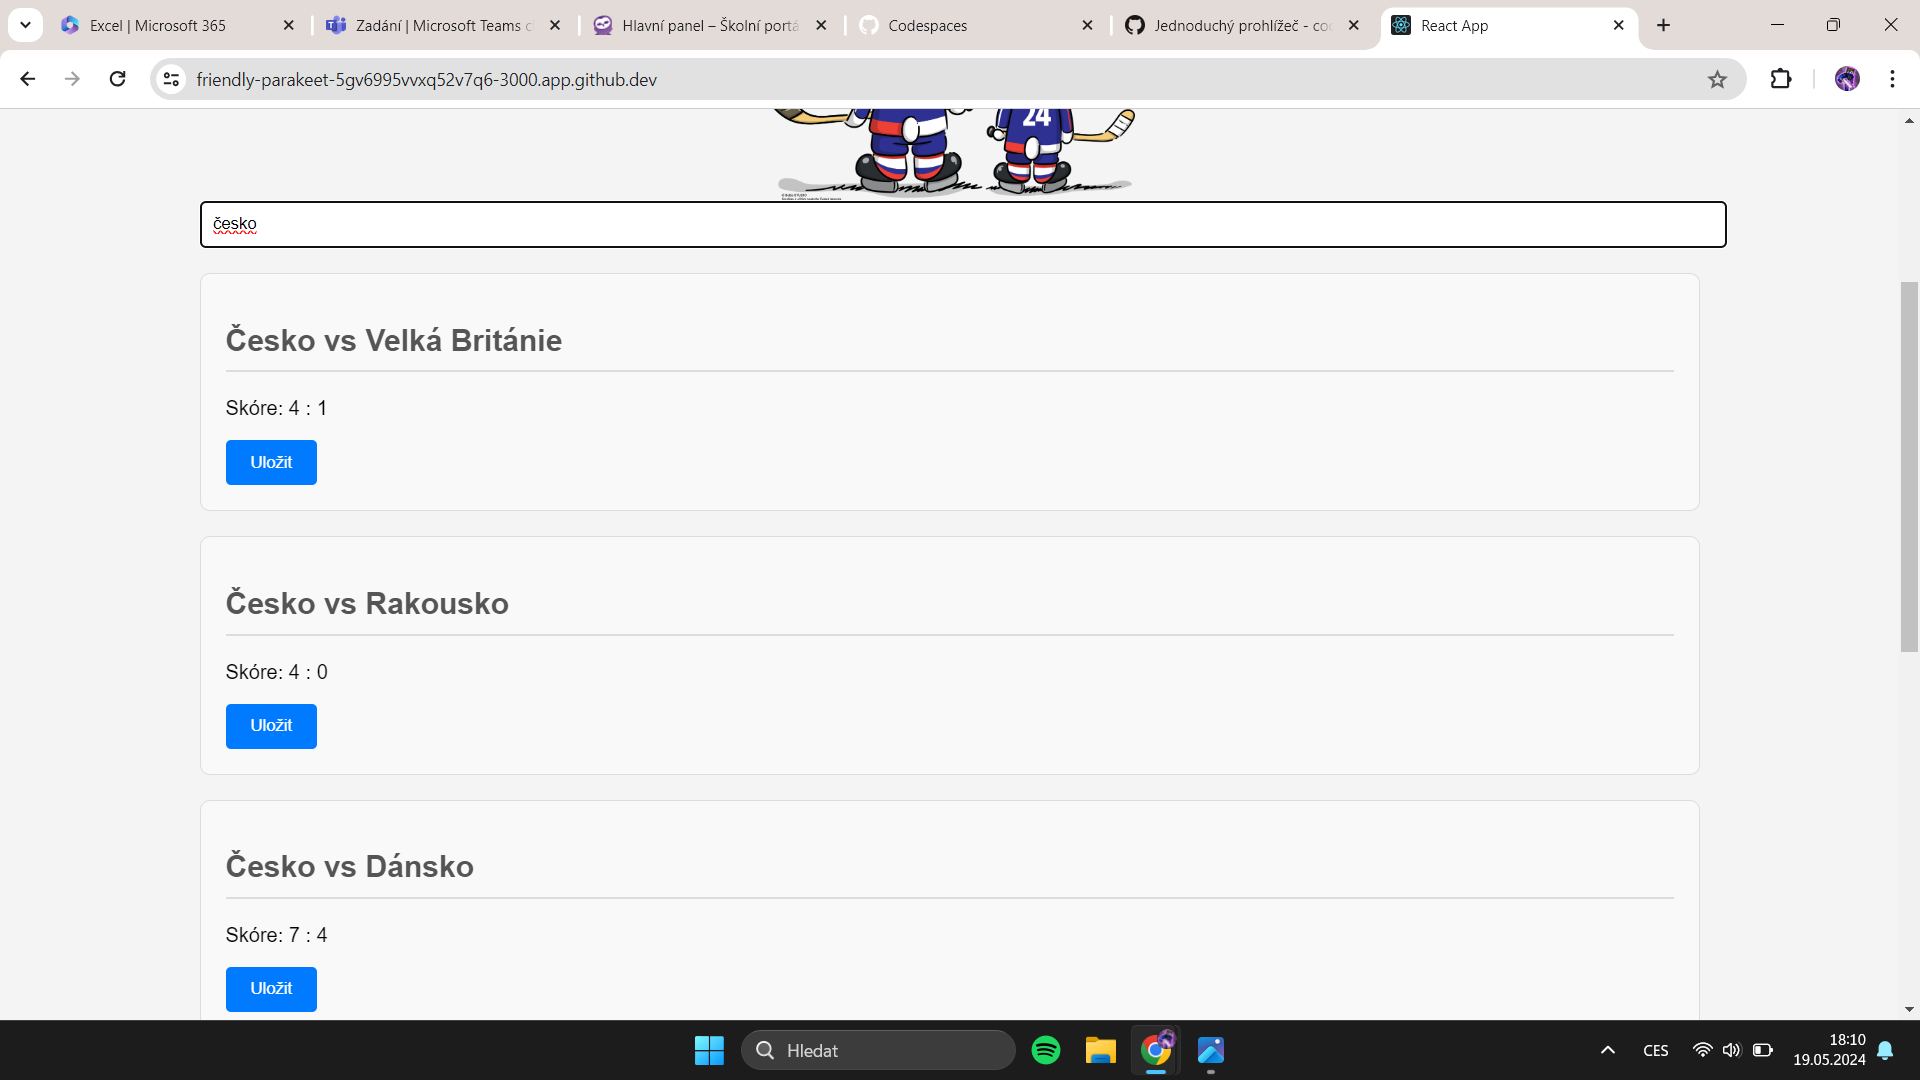 Excel | Microsoft 365
Zadání | Microsoft Teams
Hlavní panel – Školní portá
Codespaces
Jednoduchý prohlížeč - co
React App
friendly-parakeet-5gv6995vvxq52v7q6-3000.app.github.dev
24
česko
Česko vs Velká Británie
Skóre: 4 : 1
Uložit
Česko vs Rakousko
Skóre: 4 : 0
Uložit
Česko vs Dánsko
Skóre: 7 : 4
Uložit
Hledat
CES
18:10
19.05.2024